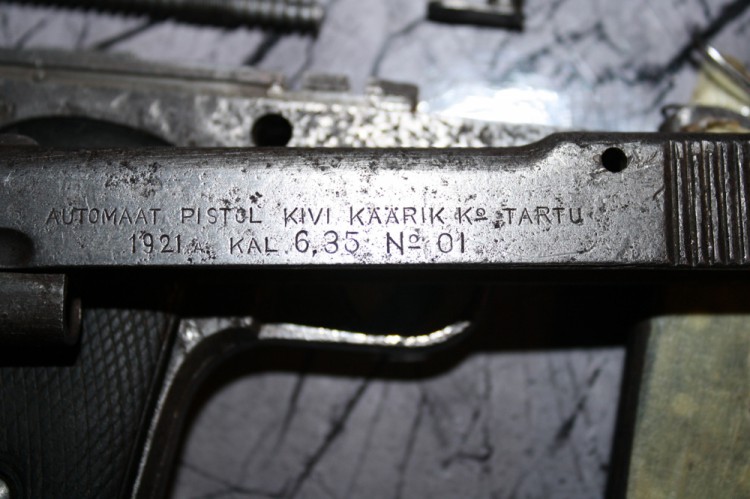 AUTOMAAT PISTOL KIVI KÄÄRIK Kº TARTU
1921 A. KAL 6,35 Nº 01